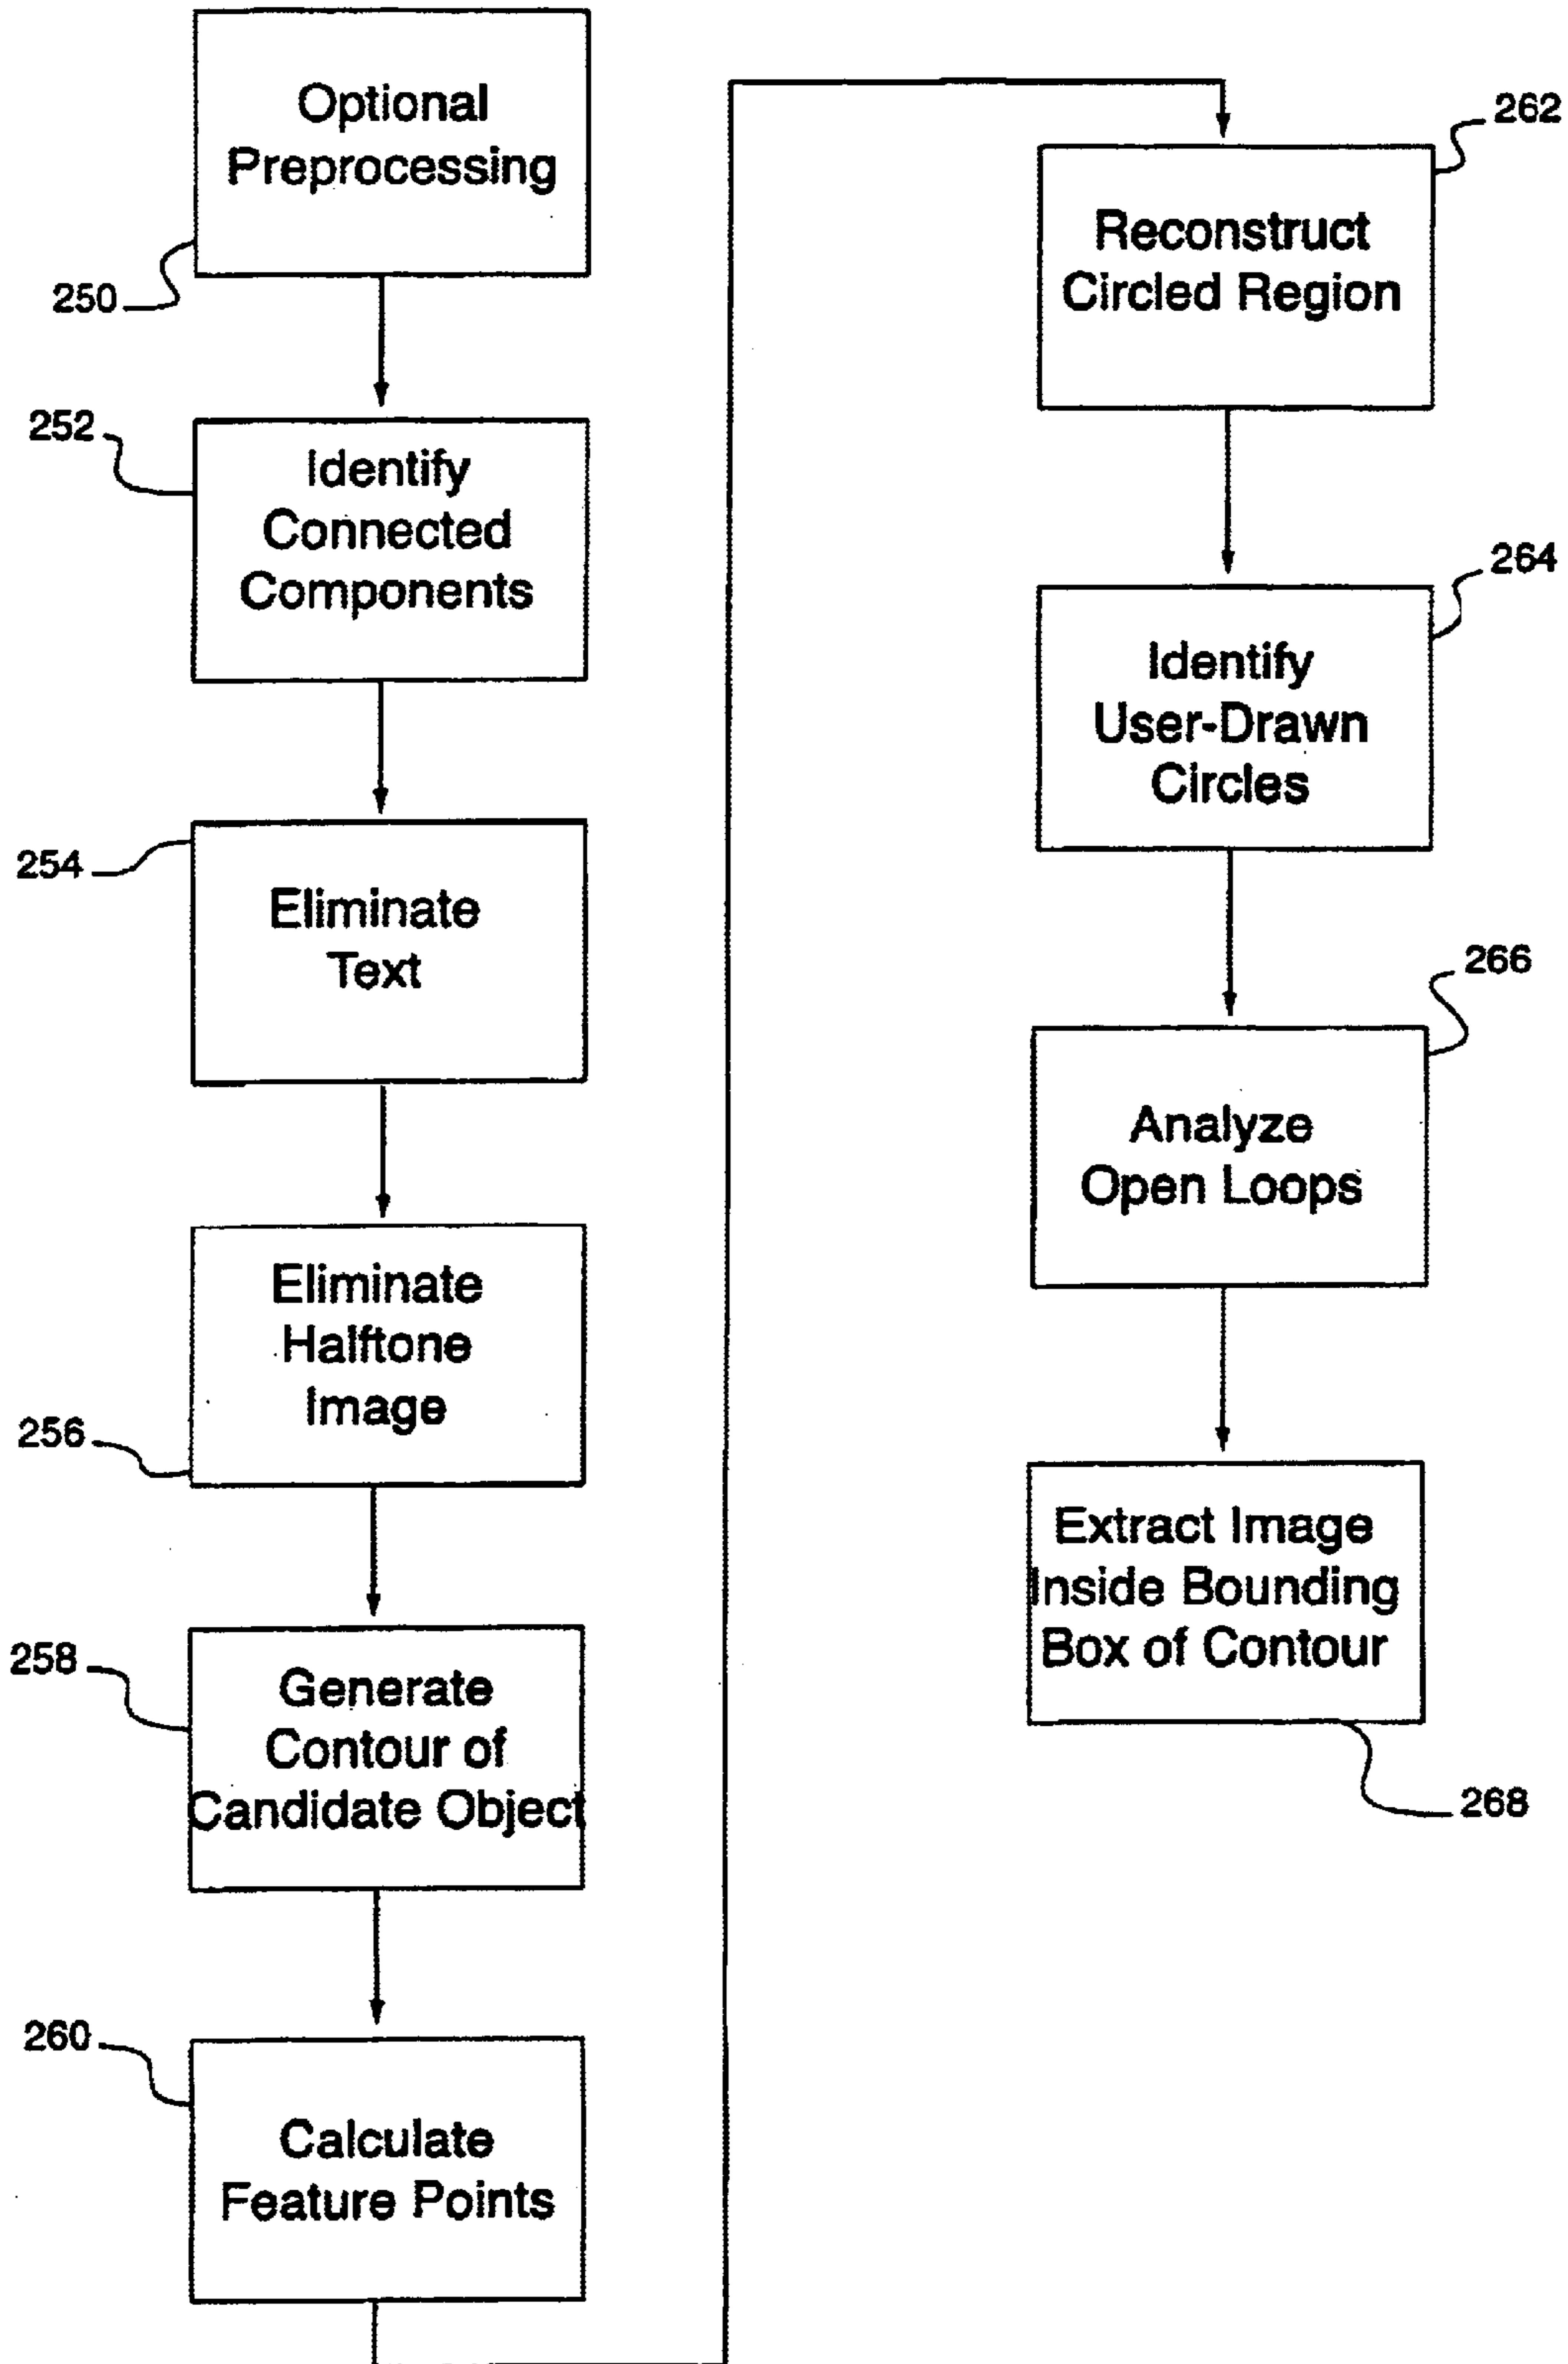 Optional
Preprocessing
250
252
Identify
Connected
Components
254
Eliminate
Text
Eliminate
Halftone
Image
256
258
Generate
Contour of
Candidate Object
260
Calculate
Feature Points
262
Reconstruct
Circled Region
264
Identify
User-Drawn
Circles
266
Analyze
Open Loops
Extract Image
Inside Bounding
Box of Contour
268